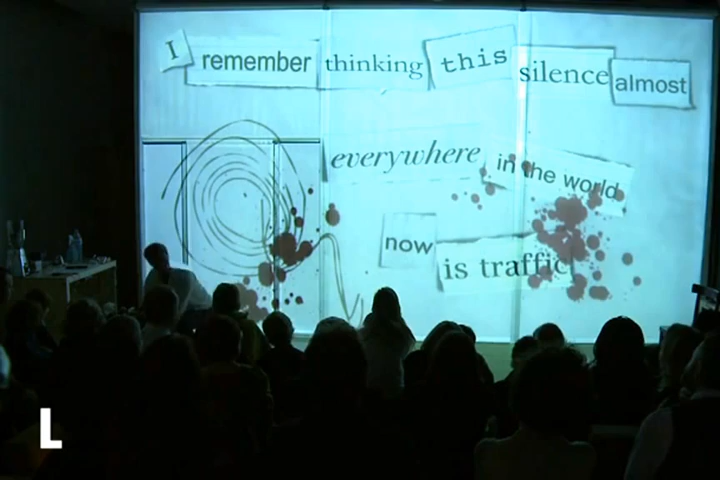 I remember thinking this silence almost
everywhere in the world
now is traffic
L